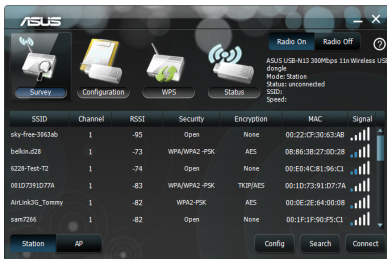 ASUS
Radio On Radio Off
ASUS USB-N13 300Mbps 11n Wireless USB
dongle
Mode: Station
Status: unconnected
SSID:
Speed:
Survey Configuration WPS Status
SSID Channel RSSI Security Encryption MAC Signal
sky-free-3063ab 1 -95 Open None 00:22:CF:30:63:AB
belkin.d28 1 -73 WPA/WPA2 -PSK AES 08:86:3B:27:0D:28
6228-Test-T2 1 -74 Open None 00:E0:4C:81:96:C1
001D7391D77A 1 -83 WPA/WPA2 -PSK TKIP/AES 00:1D:73:91:D7:7A
AirLink3G_Tommy 1 -82 WPA2-PSK AES 00:0E:2E:64:00:08
sam7266 1 -82 Open None 00:1F:1F:90:F5:C1
Station AP Config Search Connect